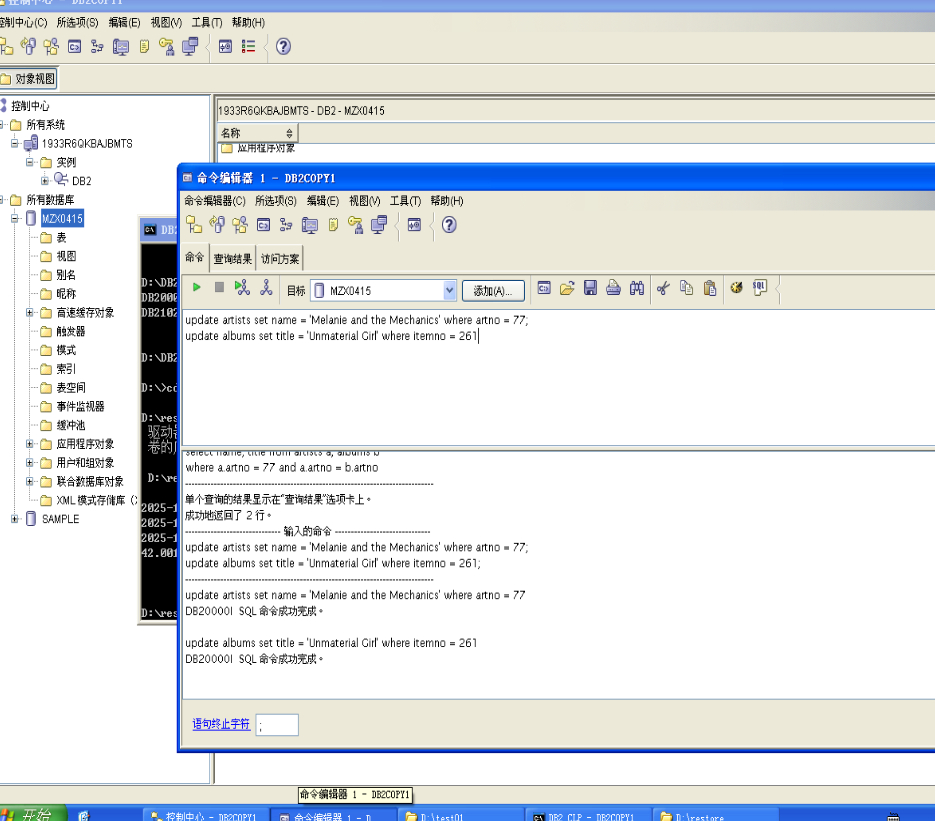 控制中心 - DB2COPY1
控制中心(C) 所选项(S) 编辑(E) 视图(V) 工具(T) 帮助(H)
对象视图
控制中心
所有系统
1933R6QKBAJBMTS
实例
DB2
所有数据库
MZX0415
表
视图
别名
昵称
高速缓存对象
触发器
模式
索引
表空间
事件监视器
缓冲池
应用程序对象
用户和组对象
联合数据库对象
XML 模式存储库（X
SAMPLE
1933R6QKBAJBMTS - DB2 - MZX0415
名称
应用程序对象
DB2
D:\DB2
DB2000
DB2102
D:\DB2
D:\>cd
D:\res
驱动
卷的
D:\re
2025-1
2025-1
2025-1
42.001
D:\res
命令编辑器 1 - DB2COPY1
命令编辑器(C) 所选项(S) 编辑(E) 视图(V) 工具(T) 帮助(H)
命令 查询结果 访问方案
目标 MZX0415 添加(A)...
update artists set name = 'Melanie and the Mechanics' where artno = 77;
update albums set title = 'Unmaterial Girl' where itemno = 261
select name, title from artists a, albums b
where a.artno = 77 and a.artno = b.artno
------------------------------------------------------------------------------
单个查询的结果显示在“查询结果”选项卡上。
成功地返回了 2 行。
------------------------------ 输入的命令 ------------------------------
update artists set name = 'Melanie and the Mechanics' where artno = 77;
update albums set title = 'Unmaterial Girl' where itemno = 261;
------------------------------------------------------------------------------
update artists set name = 'Melanie and the Mechanics' where artno = 77
DB20000I SQL 命令成功完成。
update albums set title = 'Unmaterial Girl' where itemno = 261
DB20000I SQL 命令成功完成。
语句终止字符 ;
命令编辑器 1 - DB2COPY1
开始 控制中心 - DB2COPY1 命令编辑器 1 - D D:\test01 DB2 CLP - DB2COPY1 D:\restore